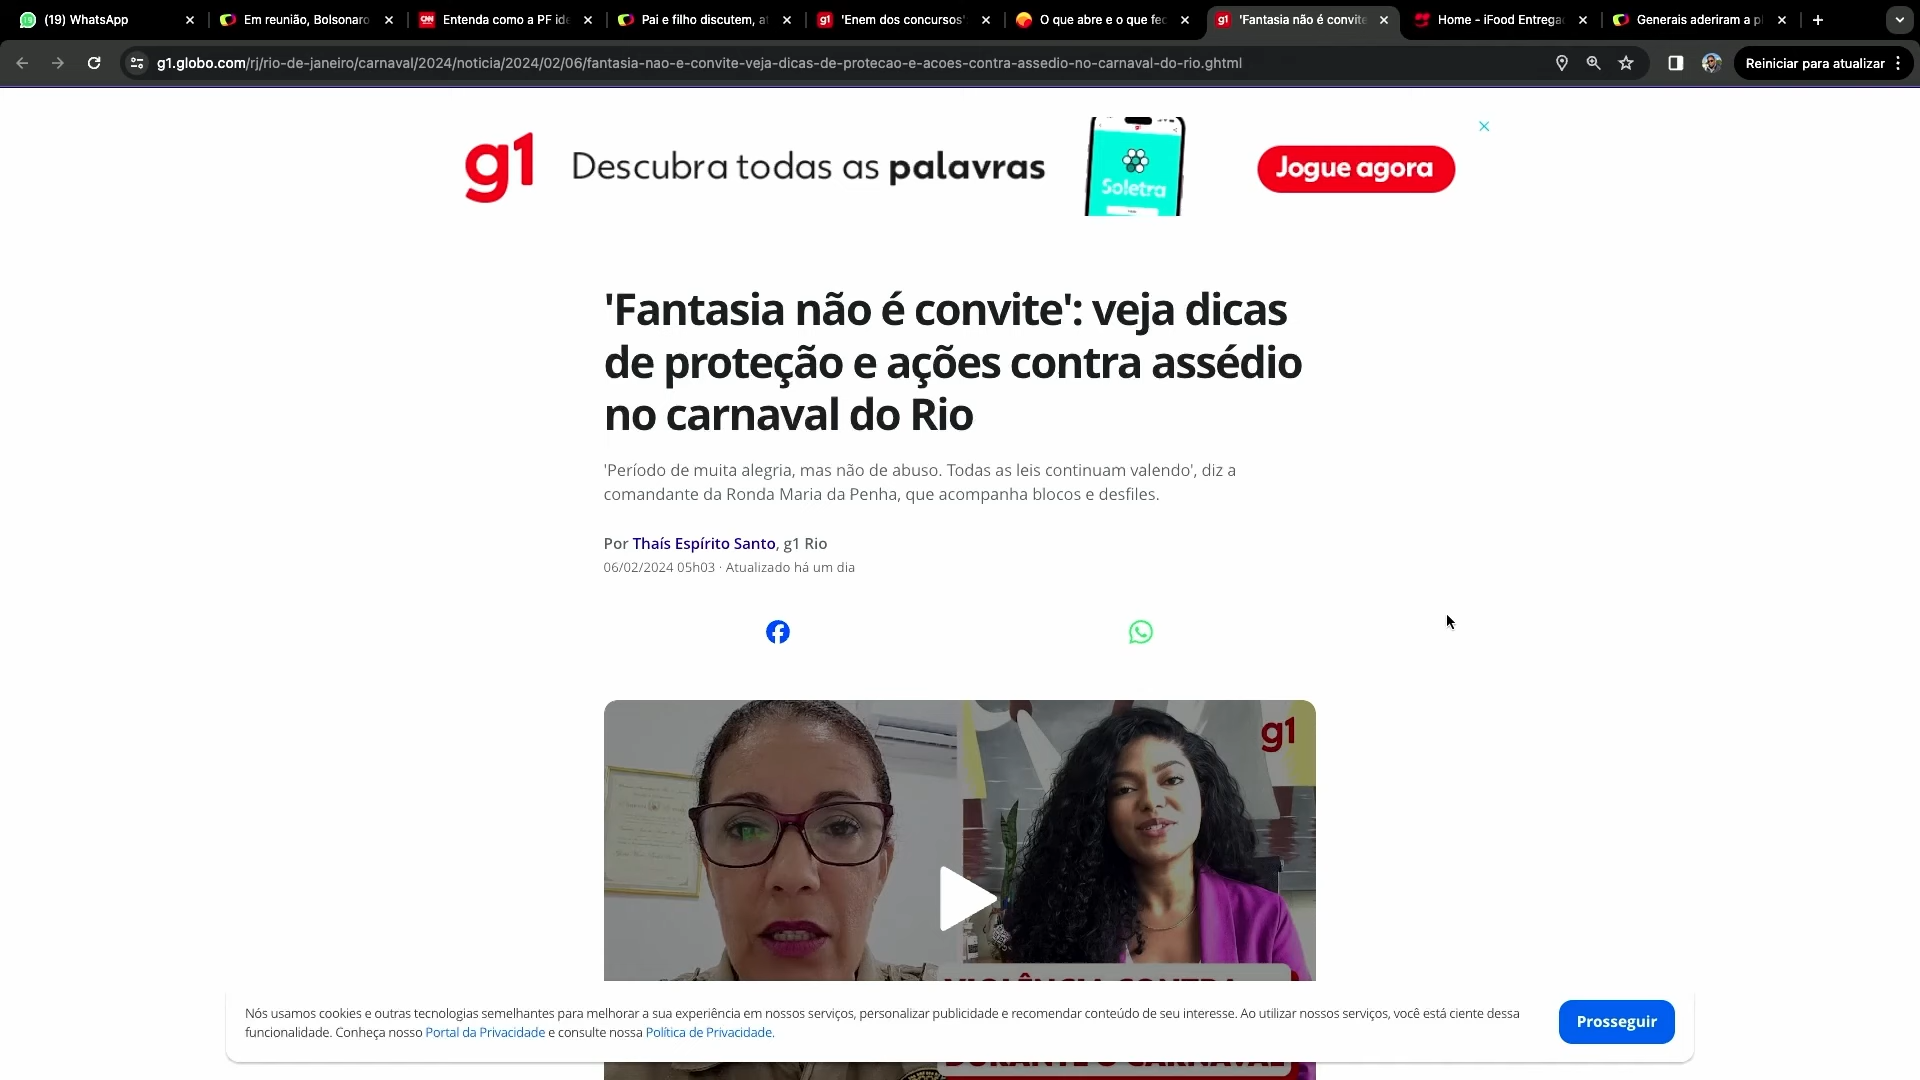 (19) WhatsApp
Em reunião, Bolsonaro
Entenda como a PF ide
Pai e filho discutem, a
'Enem dos concursos'
O que abre e o que fec
'Fantasia não é convite
Home - iFood Entrega
Generais aderiram a p
g1.globo.com/rj/rio-de-janeiro/carnaval/2024/noticia/2024/02/06/fantasia-nao-e-convite-veja-dicas-de-protecao-e-acoes-contra-assedio-no-carnaval-do-rio.ghtml
Reiniciar para atualizar
g1 Descubra todas as palavras
Soletra
Jogue agora
'Fantasia não é convite': veja dicas
de proteção e ações contra assédio
no carnaval do Rio
'Período de muita alegria, mas não de abuso. Todas as leis continuam valendo', diz a
comandante da Ronda Maria da Penha, que acompanha blocos e desfiles.
Por Thaís Espírito Santo, g1 Rio
06/02/2024 05h03 · Atualizado há um dia
g1
VIOLÊNCIA CONTRA
Nós usamos cookies e outras tecnologias semelhantes para melhorar a sua experiência em nossos serviços, personalizar publicidade e recomendar conteúdo de seu interesse. Ao utilizar nossos serviços, você está ciente dessa
funcionalidade. Conheça nosso Portal da Privacidade e consulte nossa Política de Privacidade.
Prosseguir
DURANTE O CARNAVAL